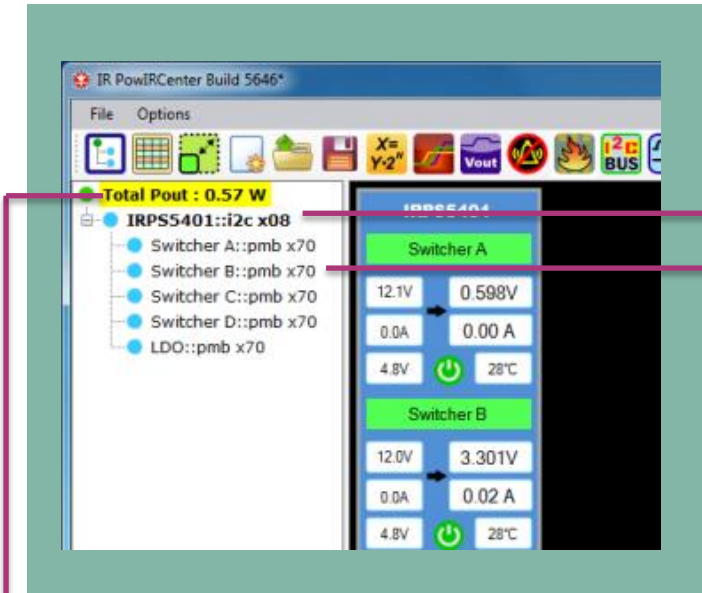 IR PowIRCenter Build 5646*
File Options
X=
Y·2ⁿ
Vout
I²C
BUS
Total Pout : 0.57 W
IRPS5401::i2c x08
Switcher A::pmb x70
Switcher B::pmb x70
Switcher C::pmb x70
Switcher D::pmb x70
LDO::pmb x70
IRPS5401
Switcher A
12.1V 0.598V
0.0A 0.00 A
4.8V 28°C
Switcher B
12.0V 3.301V
0.0A 0.02 A
4.8V 28°C